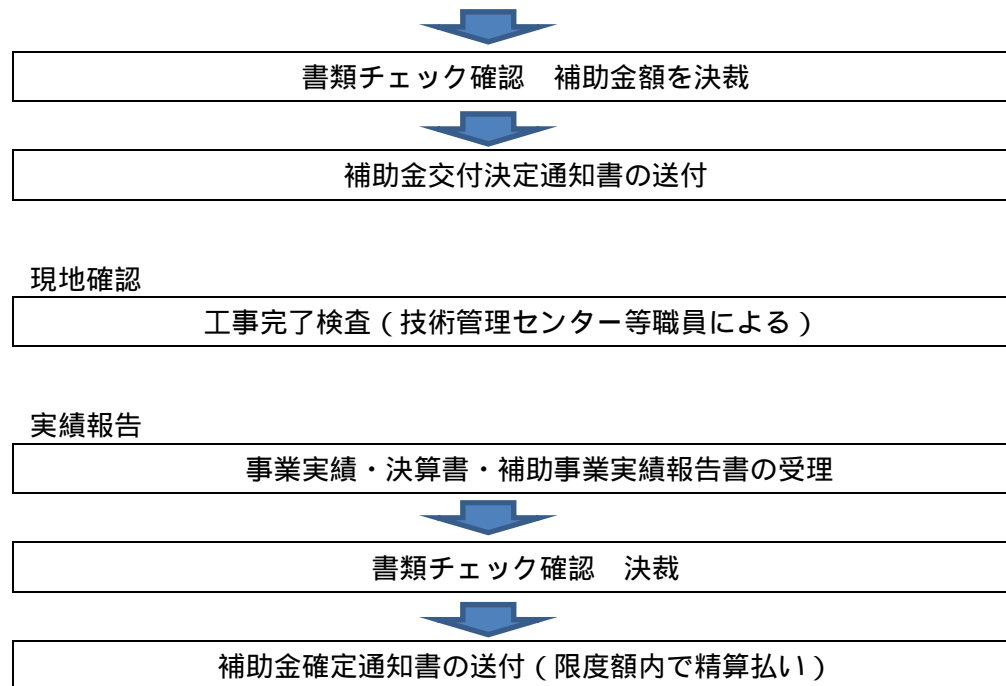 書類チェック確認　補助金額を決裁
補助金交付決定通知書の送付
現地確認
工事完了検査（技術管理センター等職員による）
実績報告
事業実績・決算書・補助事業実績報告書の受理
書類チェック確認　決裁
補助金確定通知書の送付（限度額内で精算払い）